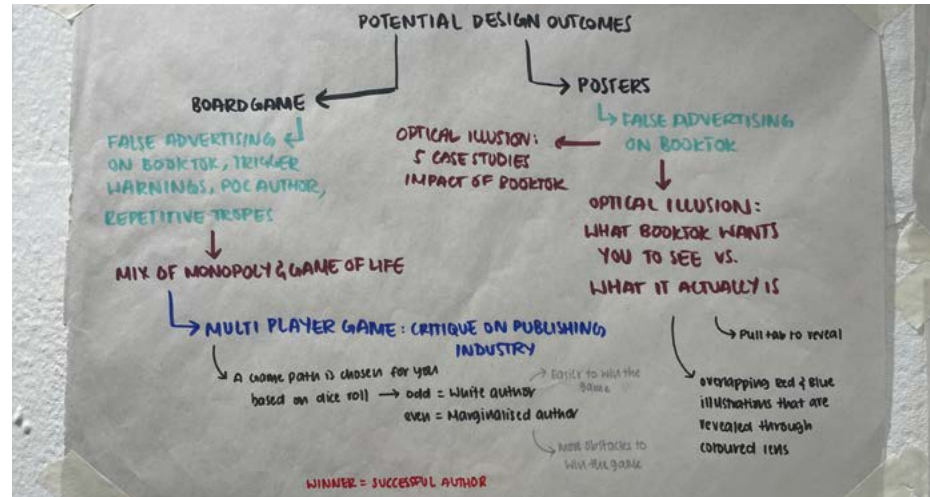 POTENTIAL DESIGN OUTCOMES
BOARDGAME
FALSE ADVERTISING
ON BOOKTOK, TRIGGER
WARNINGS, POC AUTHOR,
REPETITIVE TROPES
MIX OF MONOPOLY & GAME OF LIFE
MULTI PLAYER GAME: CRITIQUE ON PUBLISHING
INDUSTRY
A Game path is chosen for you
based on dice roll → odd = White author
even = Marginalised author
Easier to win the
game
More obstacles to
win the game
WINNER = SUCCESSFUL AUTHOR
POSTERS
FALSE ADVERTISING
ON BOOKTOK
OPTICAL ILLUSION:
5 CASE STUDIES
IMPACT OF BOOKTOK
OPTICAL ILLUSION:
WHAT BOOKTOK WANTS
YOU TO SEE VS.
WHAT IT ACTUALLY IS
Pull tab to reveal
overlapping Red & Blue
illustrations that are
revealed through
coloured lens